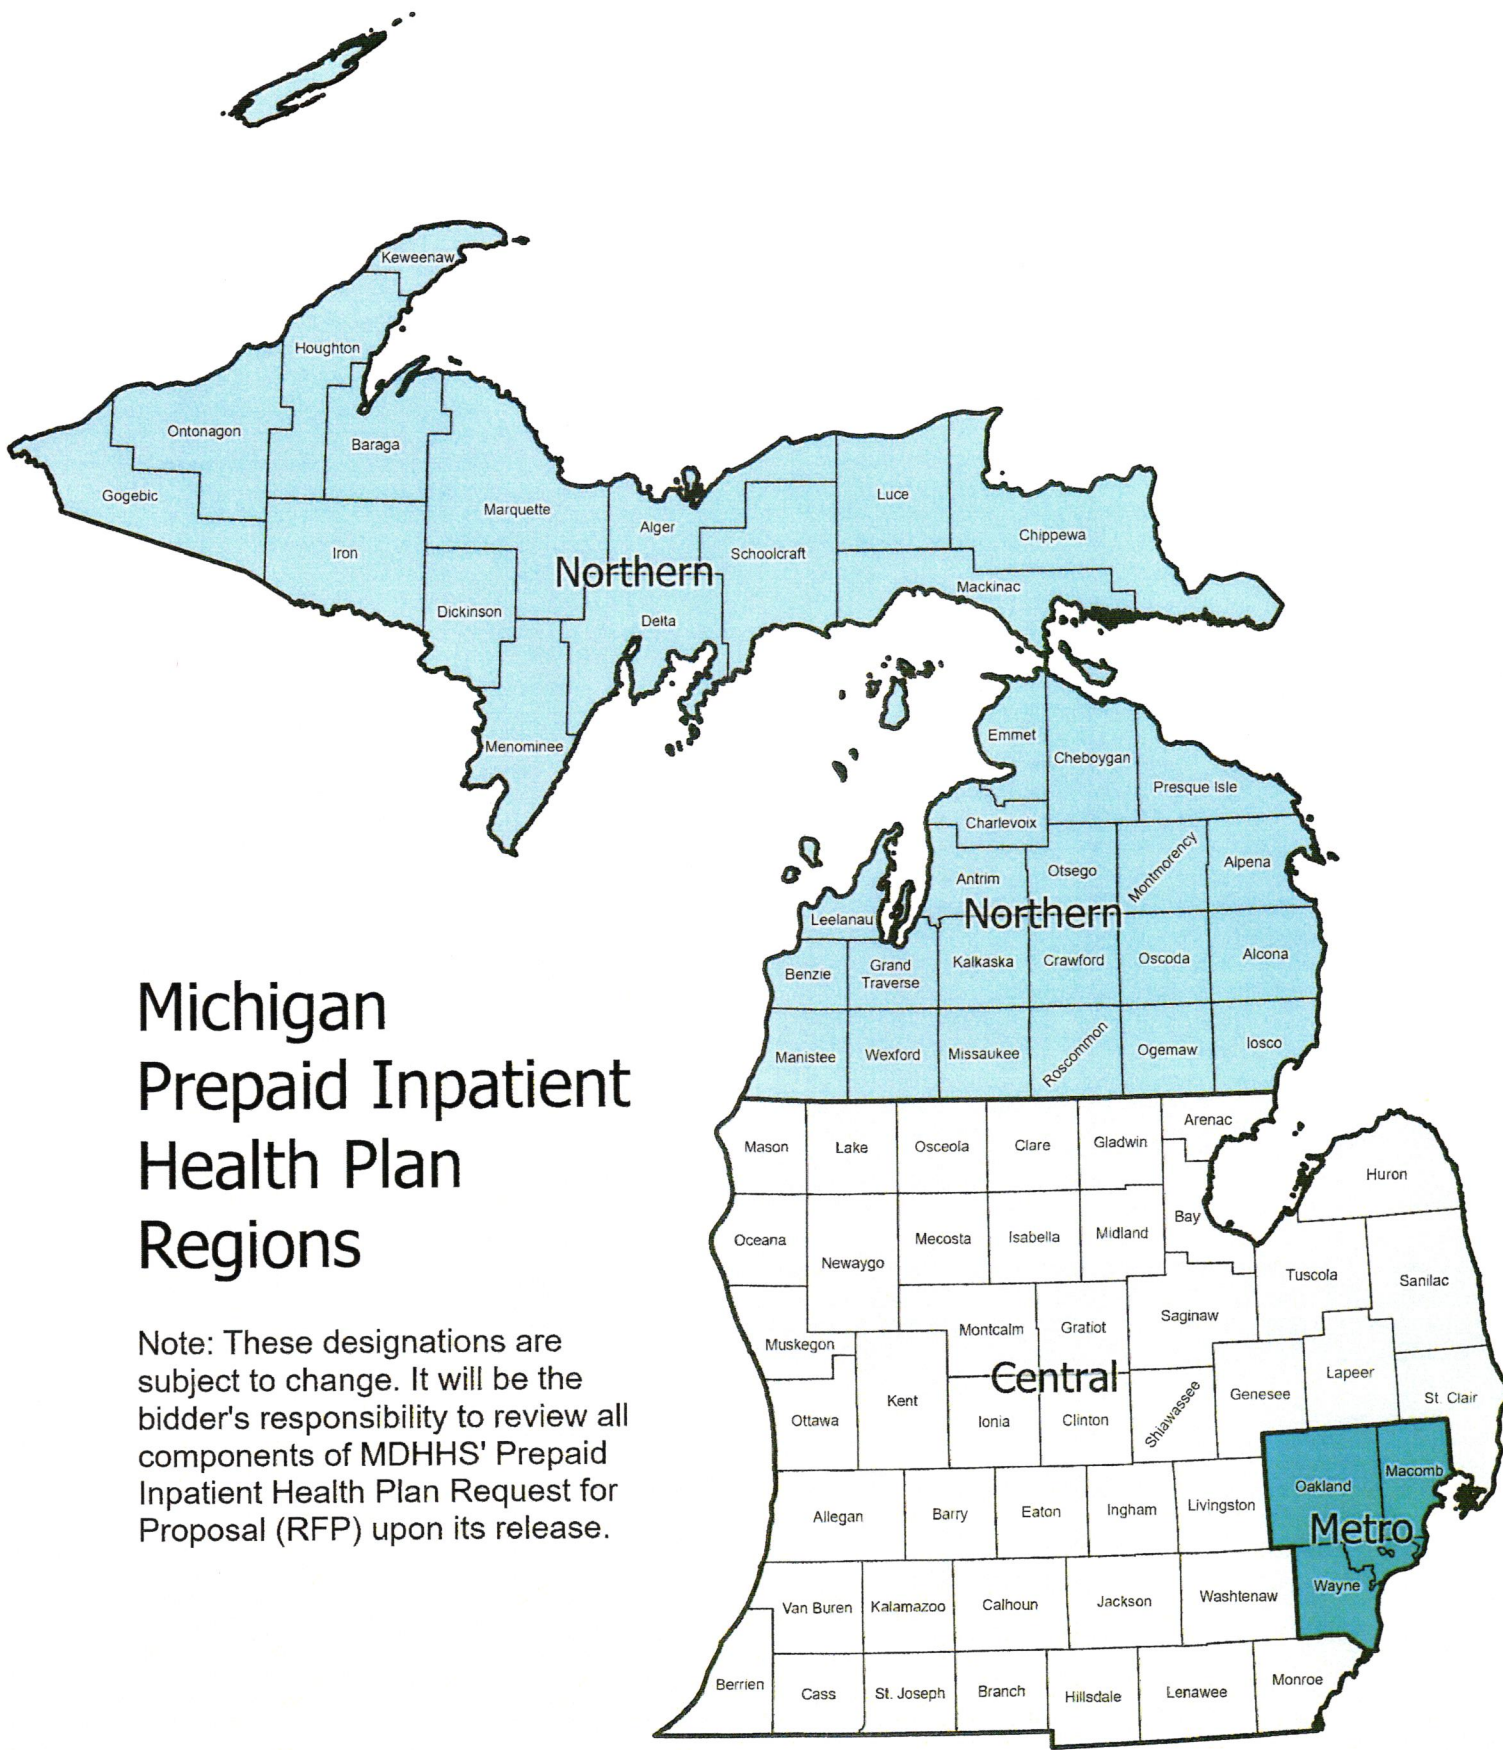 Keweenaw
Houghton
Ontonagon
Baraga
Gogebic
Marquette
Luce
Alger
Chippewa
Iron
Schoolcraft
Northern
Mackinac
Dickinson
Delta
Emmet
Menominee
Cheboygan
Presque Isle
Charlevoix
Montmorency
Alpena
Otsego
Antrim
Northern
Leelanau
Alcona
Oscoda
Crawford
Kalkaska
Grand
Traverse
Benzie
Iosco
Ogemaw
Roscommon
Missaukee
Wexford
Manistee
Michigan
Prepaid Inpatient
Health Plan
Regions
Mason
Lake
Osceola
Clare
Gladwin
Arenac
Huron
Oceana
Newaygo
Mecosta
Isabella
Midland
Bay
Tuscola
Sanilac
Muskegon
Montcalm
Gratiot
Saginaw
Central
Lapeer
Genesee
St. Clair
Ottawa
Kent
Ionia
Clinton
Shiawassee
Oakland
Macomb
Metro
Allegan
Barry
Eaton
Ingham
Livingston
Wayne
Van Buren
Kalamazoo
Calhoun
Jackson
Washtenaw
Berrien
Cass
St. Joseph
Branch
Hillsdale
Lenawee
Monroe
Note: These designations are
subject to change. It will be the
bidder's responsibility to review all
components of MDHHS' Prepaid
Inpatient Health Plan Request for
Proposal (RFP) upon its release.